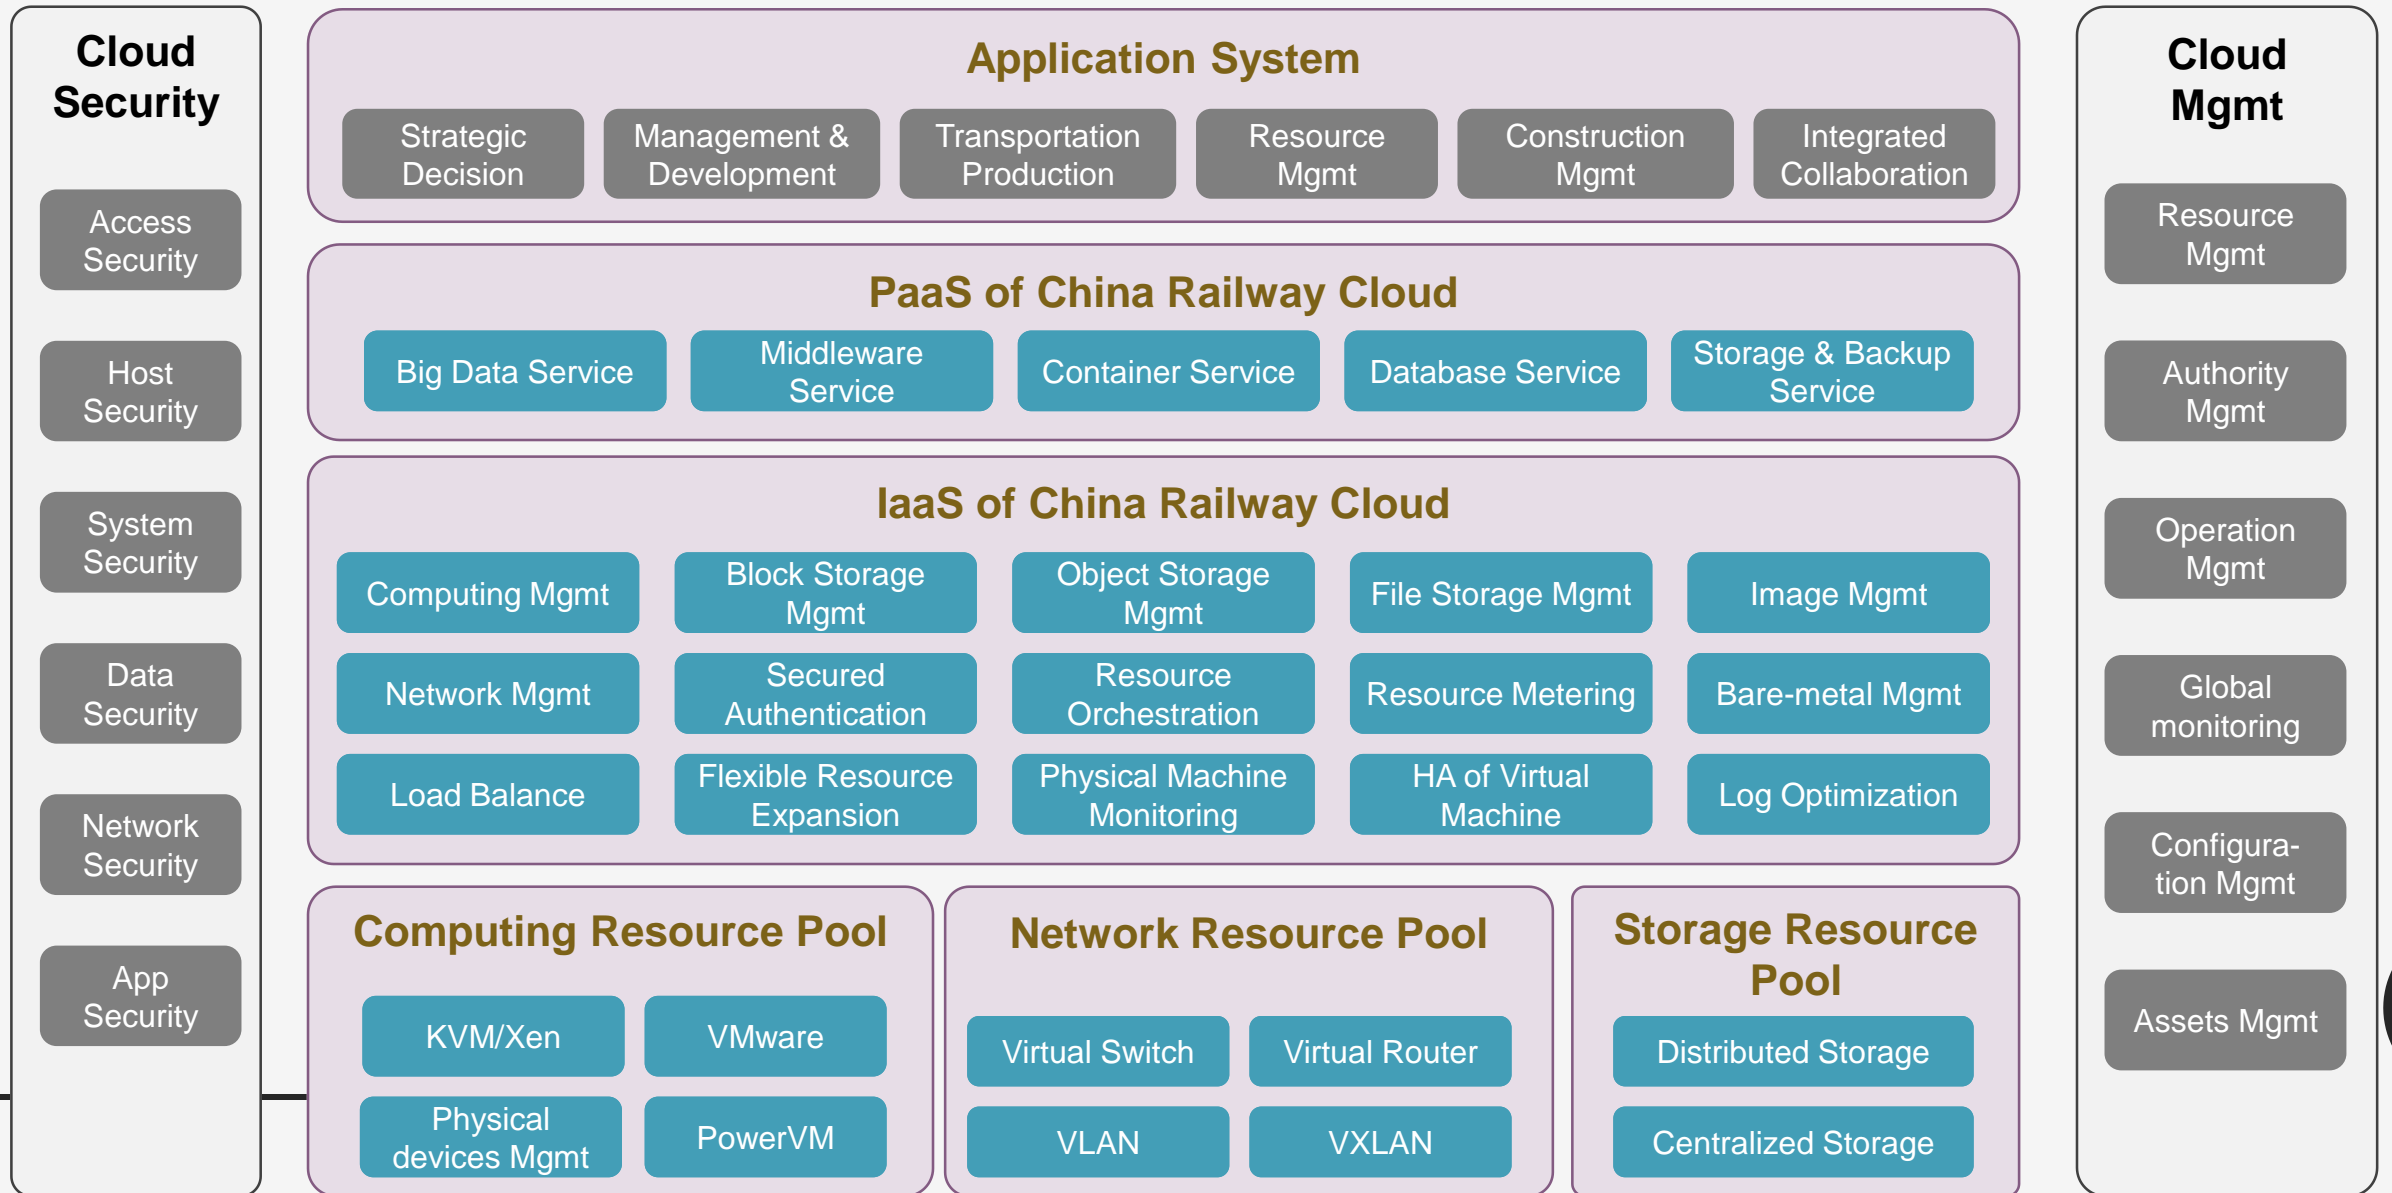 Cloud
Security
Access
Security
Host
Security
System
Security
Data
Security
Network
Security
App
Security
Application System
Strategic
Decision
Management &
Development
Transportation
Production
Resource
Mgmt
Construction
Mgmt
Integrated
Collaboration
PaaS of China Railway Cloud
Big Data Service
Middleware
Service
Container Service
Database Service
Storage & Backup
Service
IaaS of China Railway Cloud
Computing Mgmt
Block Storage
Mgmt
Object Storage
Mgmt
File Storage Mgmt
Image Mgmt
Network Mgmt
Secured
Authentication
Resource
Orchestration
Resource Metering
Bare-metal Mgmt
Load Balance
Flexible Resource
Expansion
Physical Machine
Monitoring
HA of Virtual
Machine
Log Optimization
Computing Resource Pool
KVM/Xen
VMware
Physical
devices Mgmt
PowerVM
Network Resource Pool
Virtual Switch
Virtual Router
VLAN
VXLAN
Storage Resource
Pool
Distributed Storage
Centralized Storage
Cloud
Mgmt
Resource
Mgmt
Authority
Mgmt
Operation
Mgmt
Global
monitoring
Configura-
tion Mgmt
Assets Mgmt